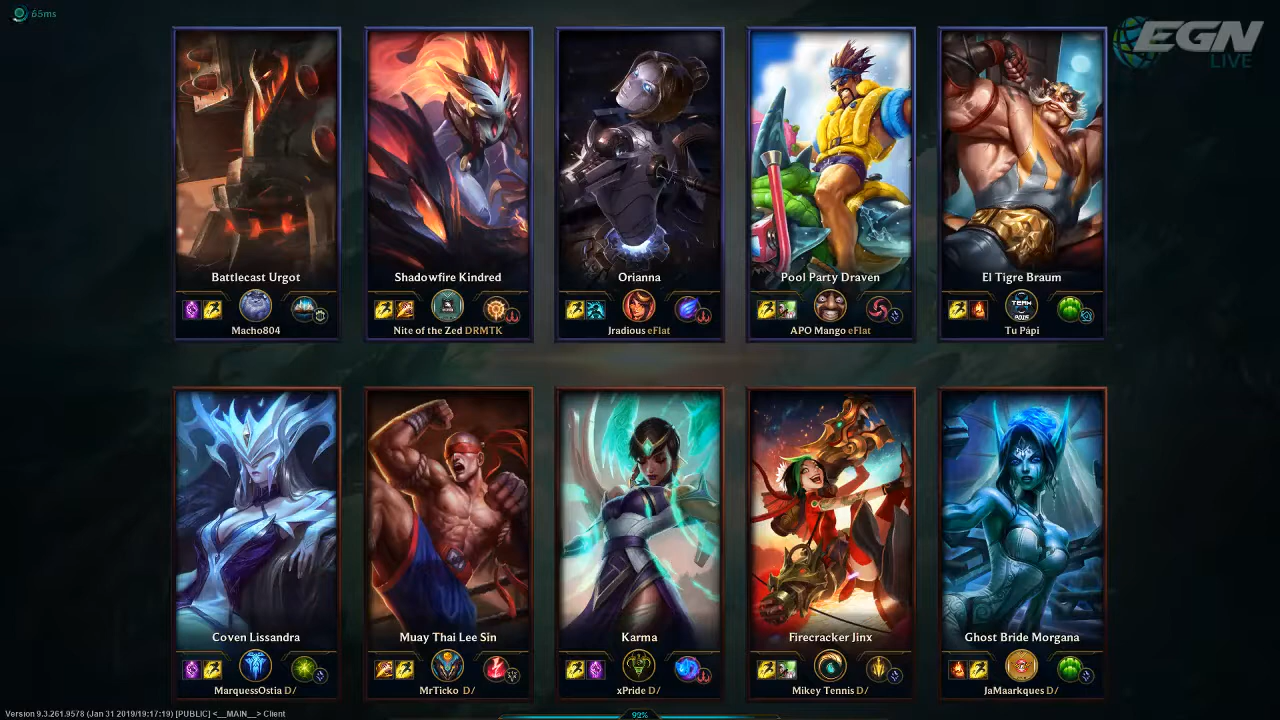 65ms
EGN
LIVE
Battlecast Urgot
Macho804
Shadowfire Kindred
Nite of the Zed DRMTK
Orianna
Jradious eFlat
Pool Party Draven
APO Mango eFlat
El Tigre Braum
Tu Pápi
Coven Lissandra
MarquessOstia D/
Muay Thai Lee Sin
MrTicko D/
Karma
xPride D/
Firecracker Jinx
Mikey Tennis D/
Ghost Bride Morgana
JaMaarkques D/
Version 9.3.261.9578 (Jan 31 2019/19:17:19) [PUBLIC] <__MAIN__> Client
92%